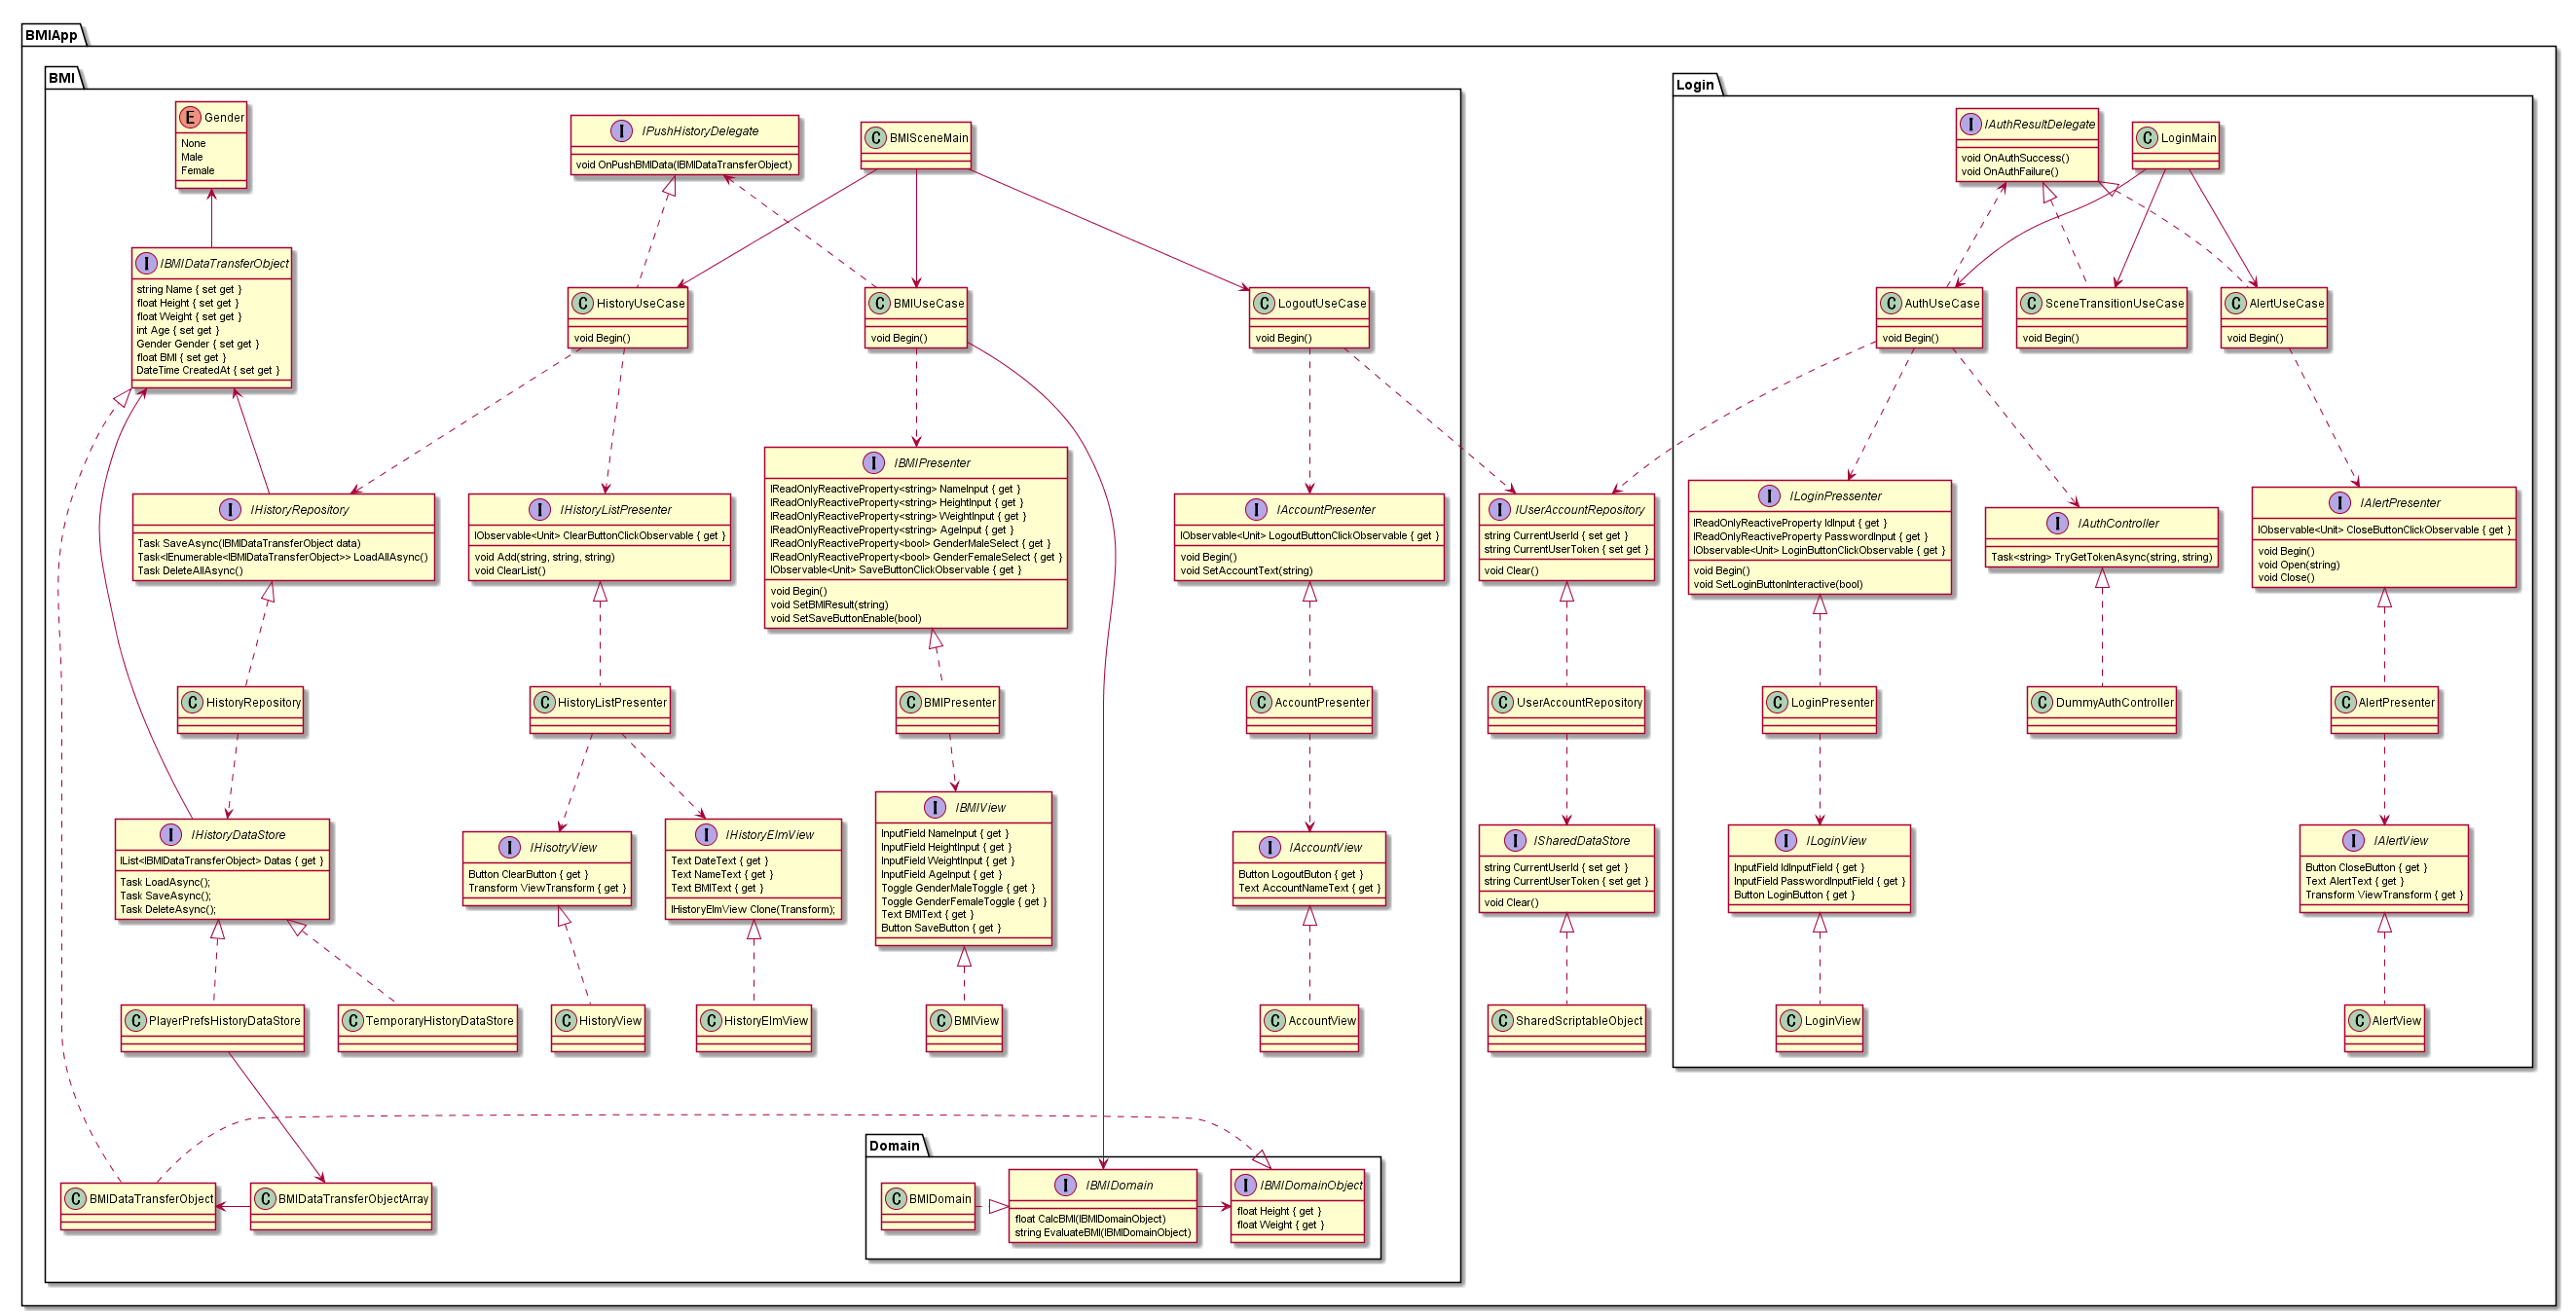 BMIApp
BMI
E Gender
None
Male
Female
I IPushHistoryDelegate
void OnPushBMIData(IBMIDataTransferObject)
C BMISceneMain
I IBMIDataTransferObject
string Name { set get }
float Height { set get }
float Weight { set get }
int Age { set get }
Gender Gender { set get }
float BMI { set get }
DateTime CreatedAt { set get }
C HistoryUseCase
void Begin()
C BMIUseCase
void Begin()
C LogoutUseCase
void Begin()
I IHistoryRepository
Task SaveAsync(IBMIDataTransferObject data)
Task<IEnumerable<IBMIDataTransferObject>> LoadAllAsync()
Task DeleteAllAsync()
I IHistoryListPresenter
IObservable<Unit> ClearButtonClickObservable { get }
void Add(string, string, string)
void ClearList()
I IBMIPresenter
IReadOnlyReactiveProperty<string> NameInput { get }
IReadOnlyReactiveProperty<string> HeightInput { get }
IReadOnlyReactiveProperty<string> WeightInput { get }
IReadOnlyReactiveProperty<string> AgeInput { get }
IReadOnlyReactiveProperty<bool> GenderMaleSelect { get }
IReadOnlyReactiveProperty<bool> GenderFemaleSelect { get }
IObservable<Unit> SaveButtonClickObservable { get }
void Begin()
void SetBMIResult(string)
void SetSaveButtonEnable(bool)
I IAccountPresenter
IObservable<Unit> LogoutButtonClickObservable { get }
void Begin()
void SetAccountText(string)
C HistoryRepository
C HistoryListPresenter
C BMIPresenter
C AccountPresenter
I IHistoryDataStore
IList<IBMIDataTransferObject> Datas { get }
Task LoadAsync();
Task SaveAsync();
Task DeleteAsync();
I IHisotryView
Button ClearButton { get }
Transform ViewTransform { get }
I IHistoryElmView
Text DateText { get }
Text NameText { get }
Text BMIText { get }
IHistoryElmView Clone(Transform);
I IBMIView
InputField NameInput { get }
InputField HeightInput { get }
InputField WeightInput { get }
InputField AgeInput { get }
Toggle GenderMaleToggle { get }
Toggle GenderFemaleToggle { get }
Text BMIText { get }
Button SaveButton { get }
I IAccountView
Button LogoutButon { get }
Text AccountNameText { get }
C PlayerPrefsHistoryDataStore
C TemporaryHistoryDataStore
C HistoryView
C HistoryElmView
C BMIView
C AccountView
C BMIDataTransferObject
C BMIDataTransferObjectArray
Domain
C BMIDomain
I IBMIDomain
float CalcBMI(IBMIDomainObject)
string EvaluateBMI(IBMIDomainObject)
I IBMIDomainObject
float Height { get }
float Weight { get }
I IUserAccountRepository
string CurrentUserId { set get }
string CurrentUserToken { set get }
void Clear()
C UserAccountRepository
I ISharedDataStore
string CurrentUserId { set get }
string CurrentUserToken { set get }
void Clear()
C SharedScriptableObject
Login
I IAuthResultDelegate
void OnAuthSuccess()
void OnAuthFailure()
C LoginMain
C AuthUseCase
void Begin()
C SceneTransitionUseCase
void Begin()
C AlertUseCase
void Begin()
I ILoginPressenter
IReadOnlyReactiveProperty IdInput { get }
IReadOnlyReactiveProperty PasswordInput { get }
IObservable<Unit> LoginButtonClickObservable { get }
void Begin()
void SetLoginButtonInteractive(bool)
I IAuthController
Task<string> TryGetTokenAsync(string, string)
I IAlertPresenter
IObservable<Unit> CloseButtonClickObservable { get }
void Begin()
void Open(string)
void Close()
C LoginPresenter
C DummyAuthController
C AlertPresenter
I ILoginView
InputField IdInputField { get }
InputField PasswordInputField { get }
Button LoginButton { get }
I IAlertView
Button CloseButton { get }
Text AlertText { get }
Transform ViewTransform { get }
C LoginView
C AlertView